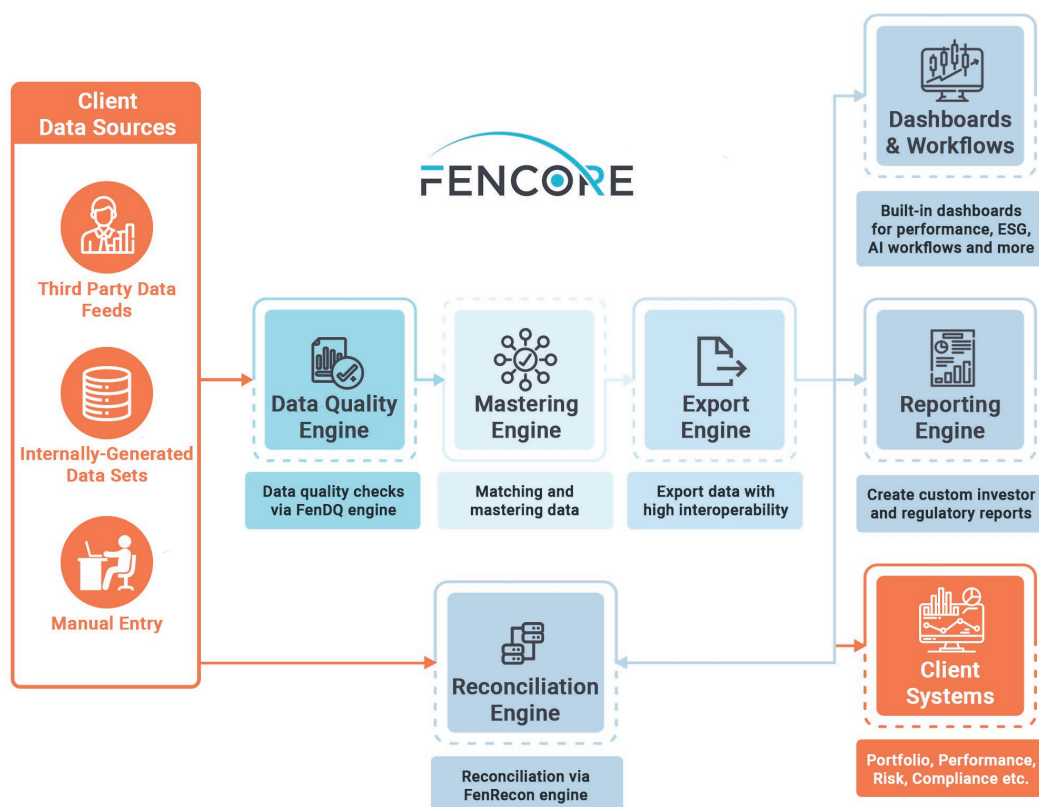 Client
Data Sources
Third Party Data
Feeds
Internally-Generated
Data Sets
Manual Entry
FENCORE
Data Quality
Engine
Data quality checks
via FenDQ engine
Mastering
Engine
Matching and
mastering data
Export
Engine
Export data with
high interoperability
Reconciliation
Engine
Reconciliation via
FenRecon engine
Dashboards
& Workflows
Built-in dashboards
for performance, ESG,
AI workflows and more
Reporting
Engine
Create custom investor
and regulatory reports
Client
Systems
Portfolio, Performance,
Risk, Compliance etc.